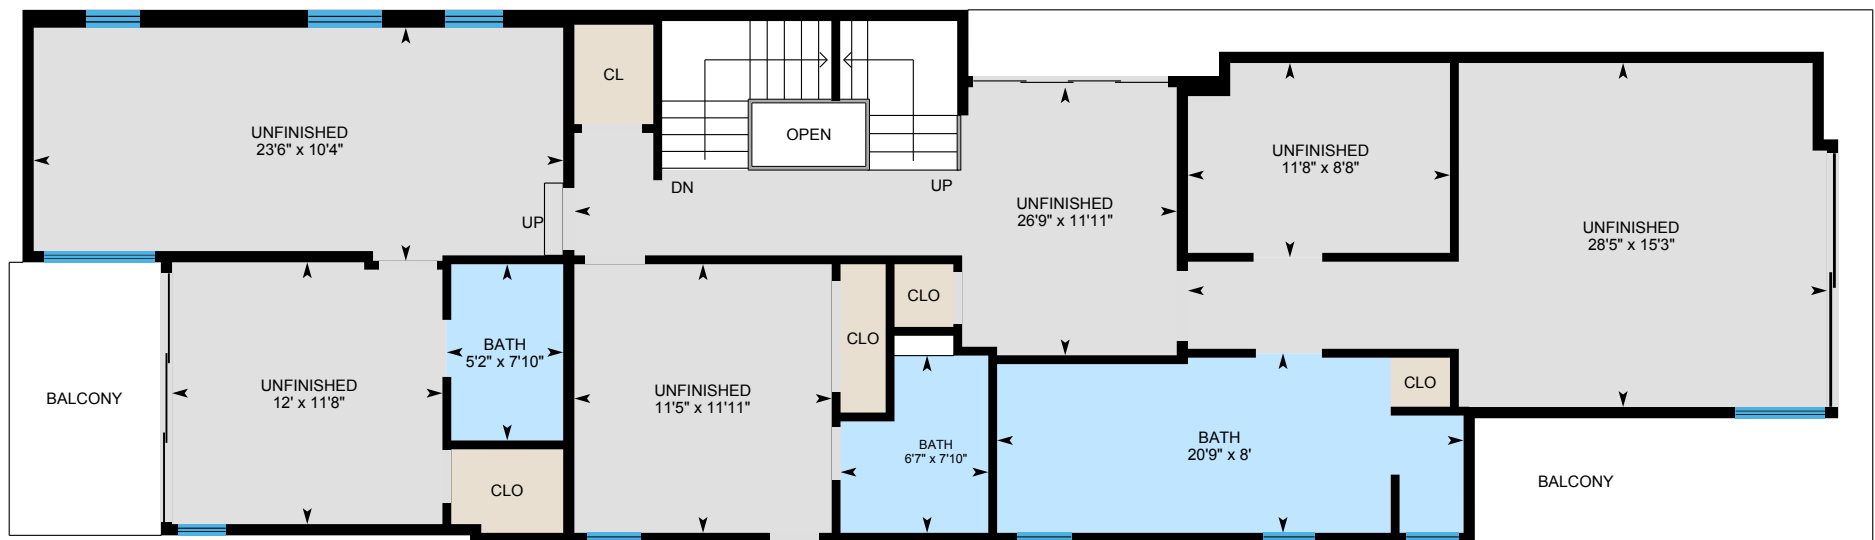 UNFINISHED
23'6" x 10'4"
CL
OPEN
DN
UP
UP
UNFINISHED
26'9" x 11'11"
UNFINISHED
11'8" x 8'8"
UNFINISHED
28'5" x 15'3"
BALCONY
UNFINISHED
12' x 11'8"
BATH
5'2" x 7'10"
CLO
UNFINISHED
11'5" x 11'11"
CLO
CLO
BATH
6'7" x 7'10"
BATH
20'9" x 8'
CLO
BALCONY